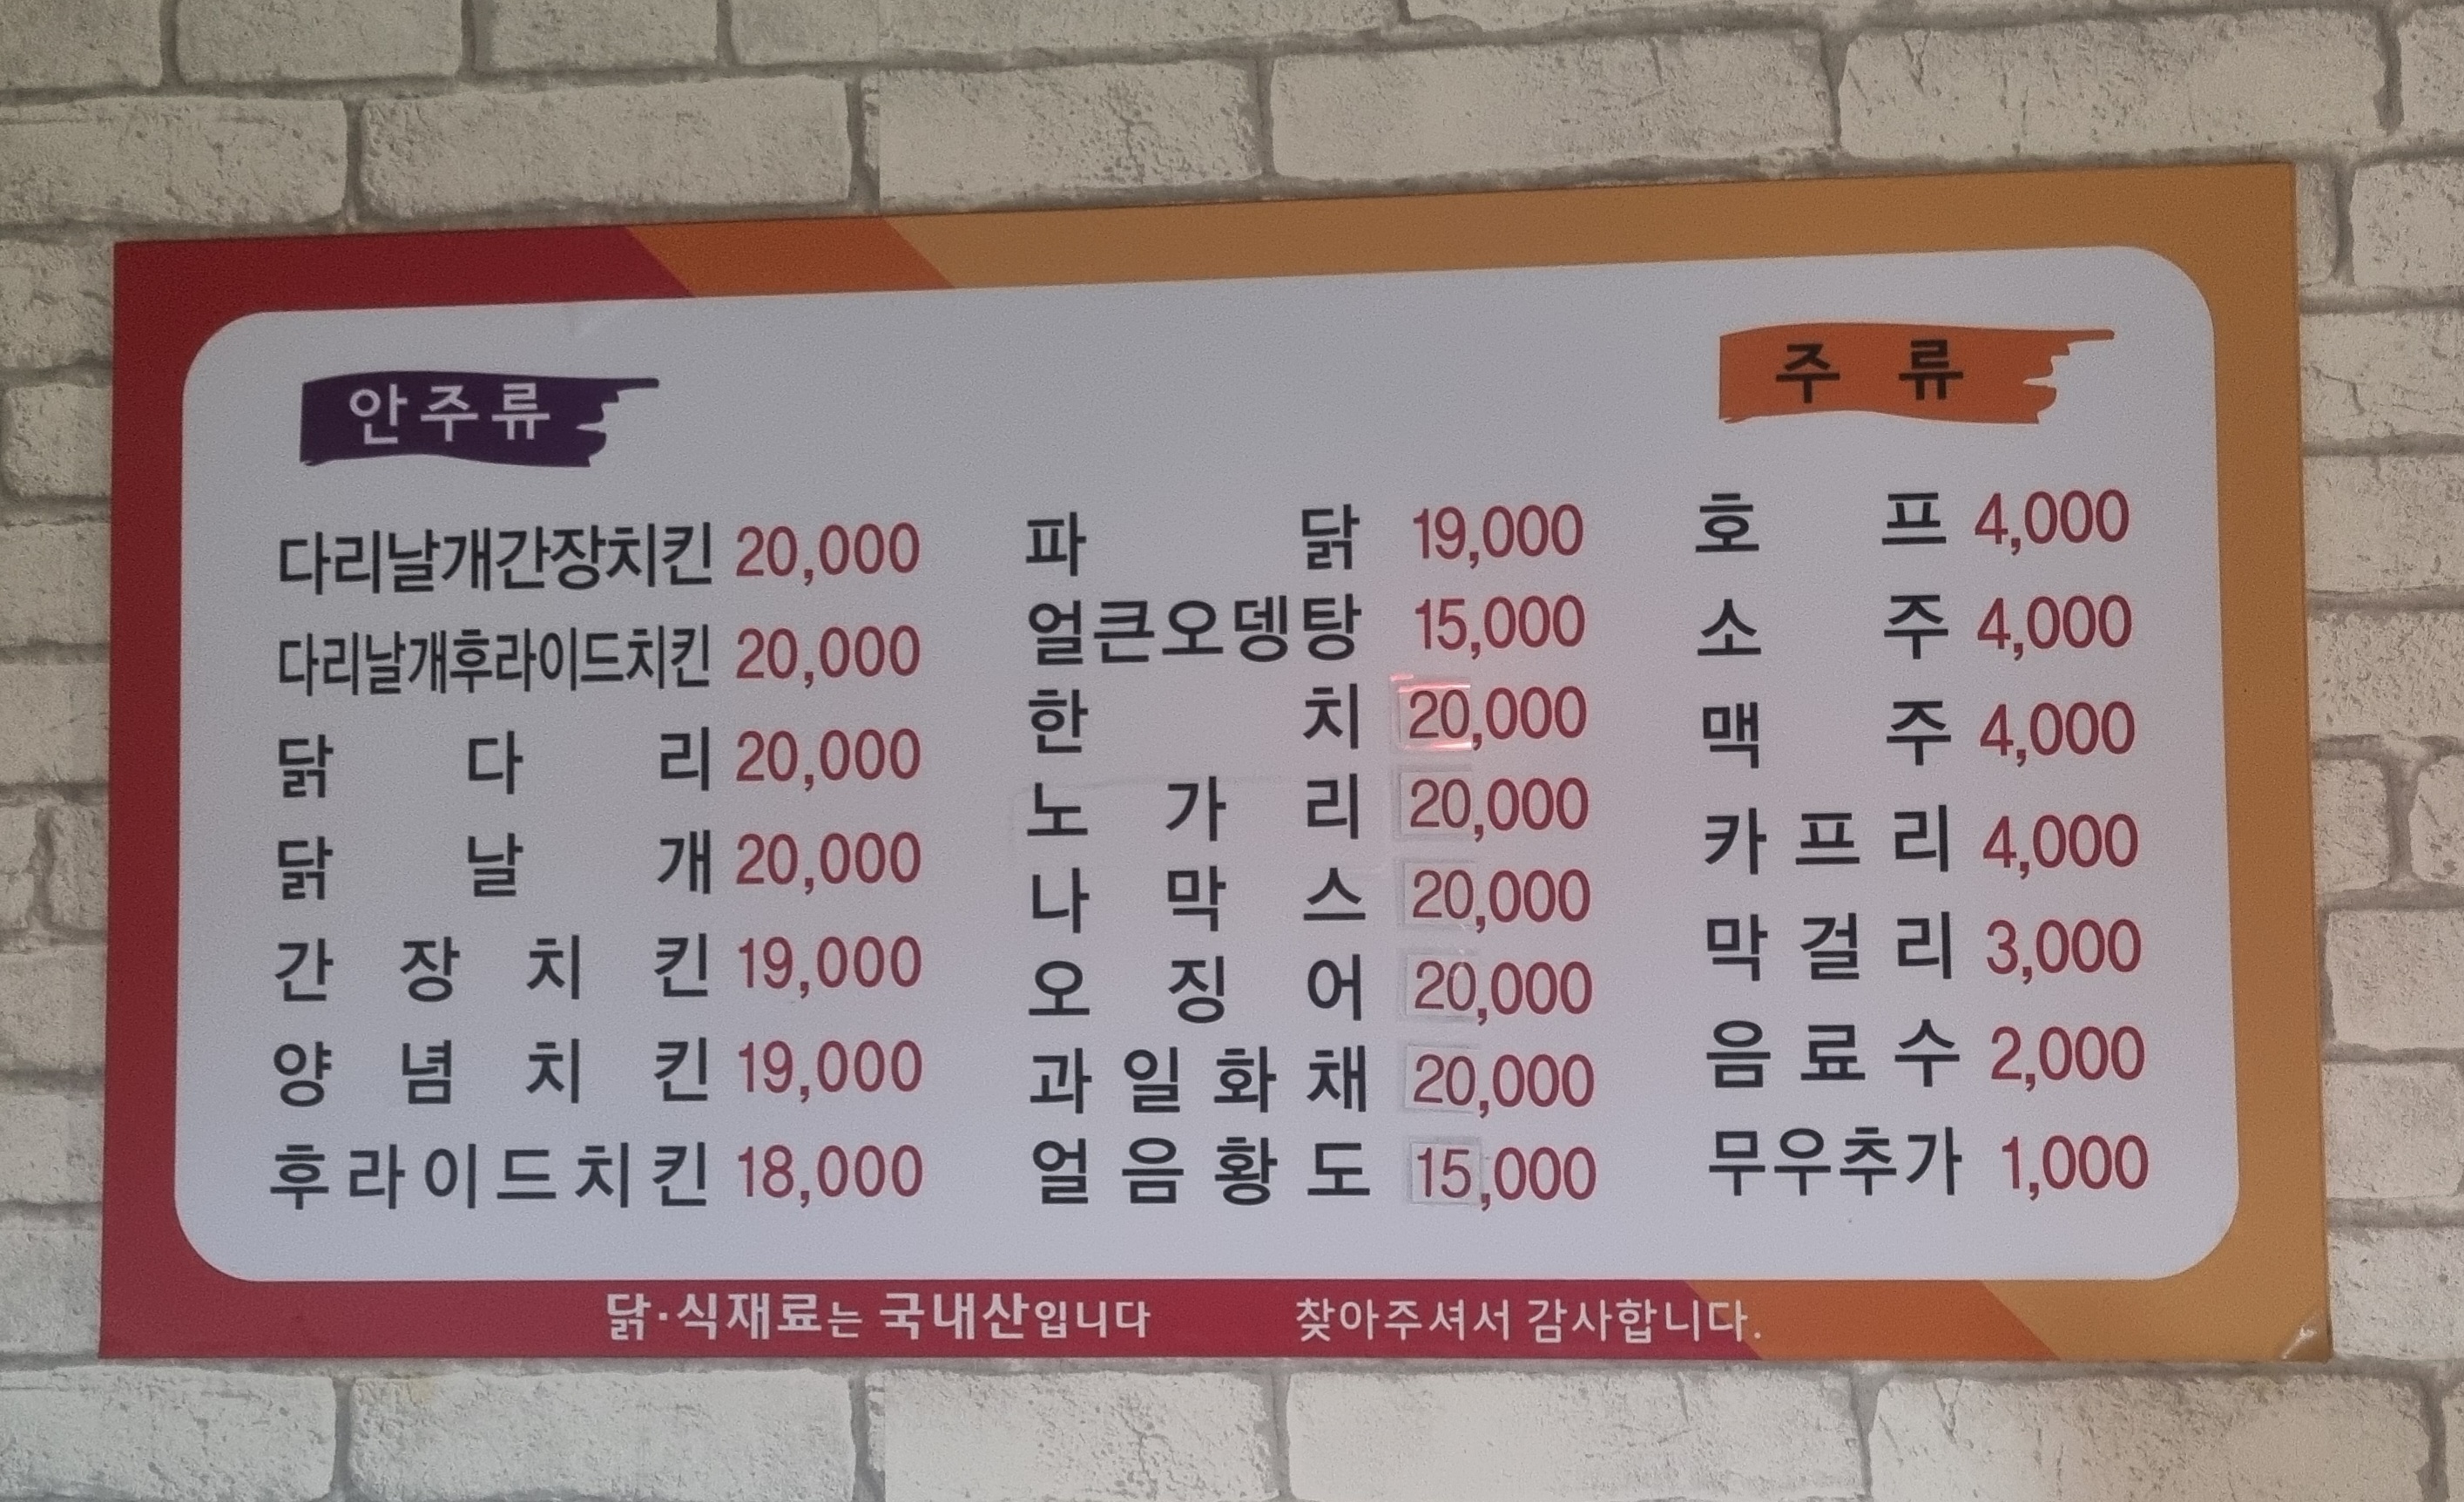 안주류
다리날개간장치킨 20,000
다리날개후라이드치킨 20,000
닭다리 20,000
닭날개 20,000
간장치킨 19,000
양념치킨 19,000
후라이드치킨 18,000
파닭 19,000
얼큰오뎅탕 15,000
한치 20,000
노가리 20,000
나막스 20,000
오징어 20,000
과일화채 20,000
얼음황도 15,000
주류
호프 4,000
소주 4,000
맥주 4,000
카프리 4,000
막걸리 3,000
음료수 2,000
무우추가 1,000
닭·식재료는 국내산입니다
찾아주셔서 감사합니다.